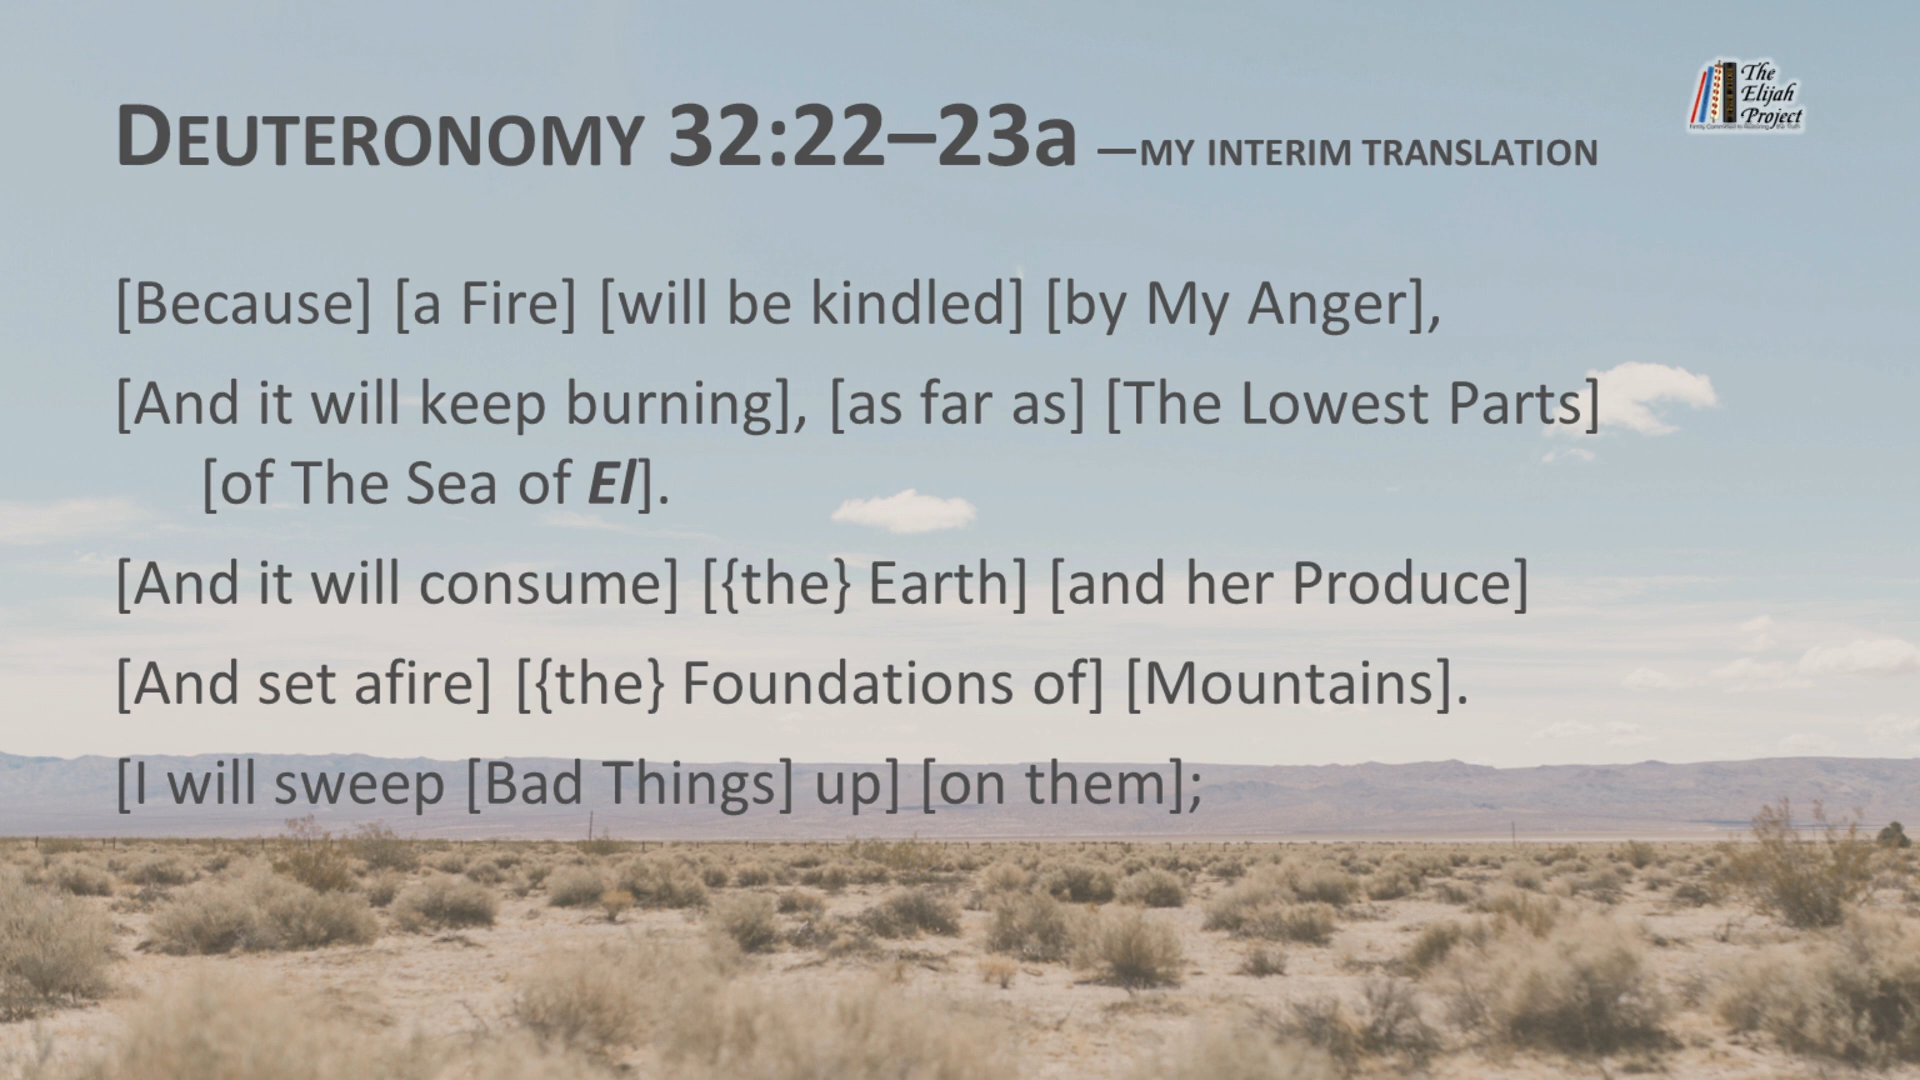 DEUTERONOMY 32:22–23a —MY INTERIM TRANSLATION
The
Elijah
Project
[Because] [a Fire] [will be kindled] [by My Anger],
[And it will keep burning], [as far as] [The Lowest Parts]
[of The Sea of El].
[And it will consume] [{the} Earth] [and her Produce]
[And set afire] [{the} Foundations of] [Mountains].
[I will sweep [Bad Things] up] [on them];